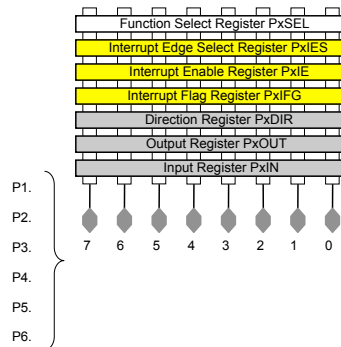 Function Select Register PxSEL
Interrupt Edge Select Register PxIES
Interrupt Enable Register PxIE
Interrupt Flag Register PxIFG
Direction Register PxDIR
Output Register PxOUT
Input Register PxIN
P1.
P2.
P3.
P4.
P5.
P6.
7 6 5 4 3 2 1 0